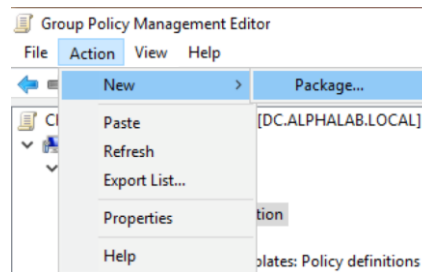 Group Policy Management Editor
File Action View Help
New > Package...
[DC.ALPHALAB.LOCAL]
Paste
Refresh
Export List...
Properties
tion
Help
plates: Policy definitions